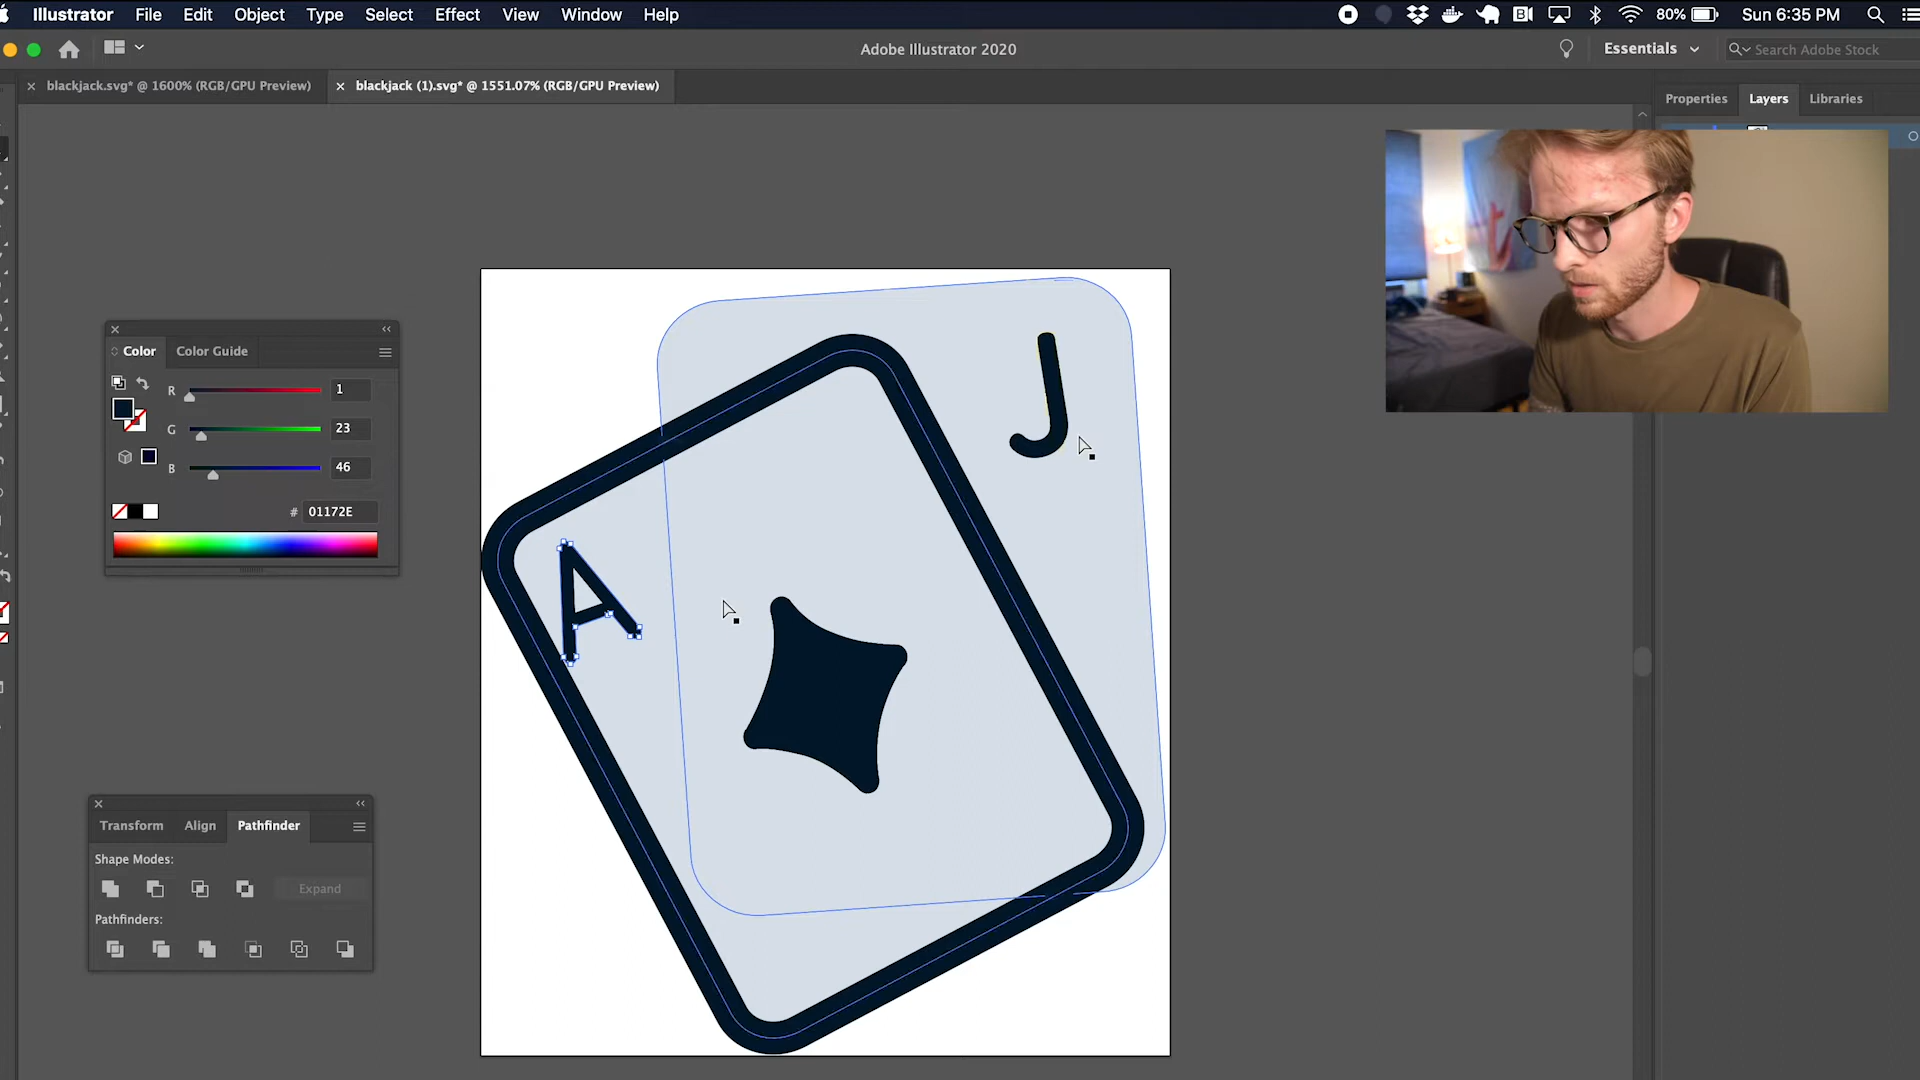 Illustrator File Edit Object Type Select Effect View Window Help
80% Sun 6:35 PM
Adobe Illustrator 2020
Essentials
Search Adobe Stock
blackjack.svg* @ 1600% (RGB/GPU Preview)
blackjack (1).svg* @ 1551.07% (RGB/GPU Preview)
Properties Layers Libraries
Color Color Guide
R 1
G 23
B 46
# 01172E
J
A
Transform Align Pathfinder
Shape Modes:
Expand
Pathfinders: